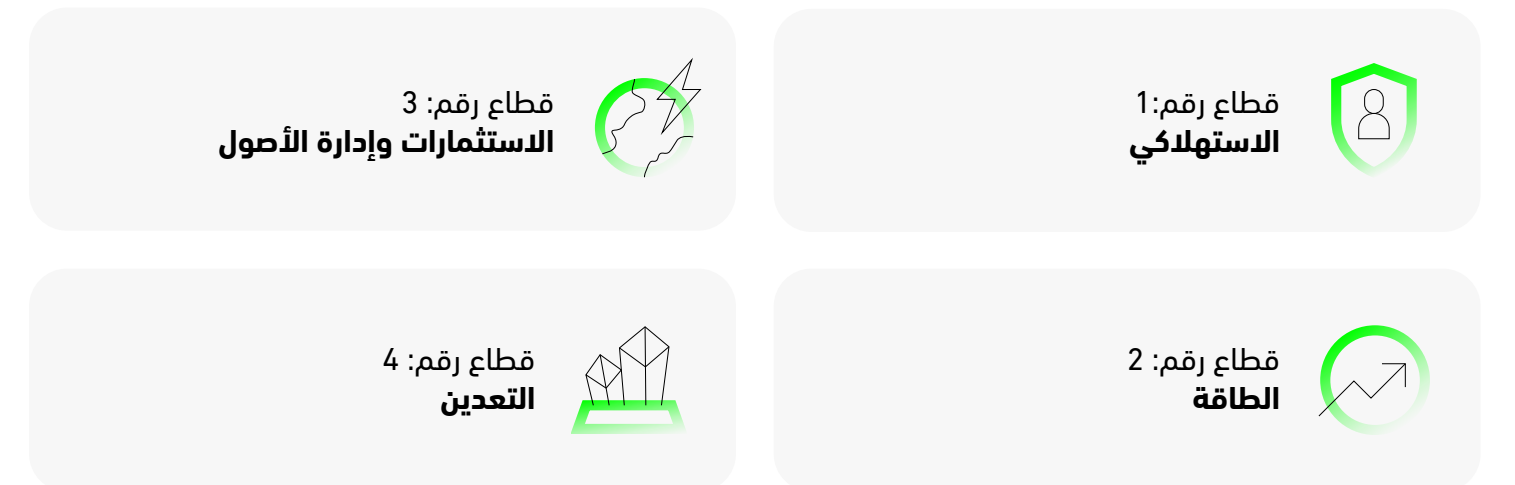 قطاع رقم:1
الاستهلاكي
قطاع رقم: 3
الاستثمارات وإدارة الأصول
قطاع رقم: 2
الطاقة
قطاع رقم: 4
التعدين